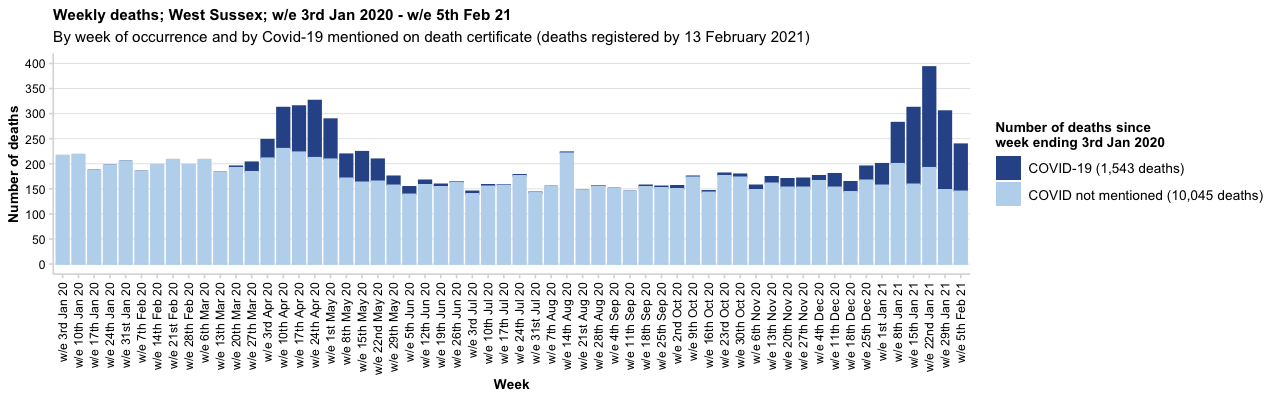 Weekly deaths; West Sussex; w/e 3rd Jan 2020 - w/e 5th Feb 21
By week of occurrence and by Covid-19 mentioned on death certificate (deaths registered by 13 February 2021)
Number of deaths
400
350
300
250
200
150
100
50
0
w/e 3rd Jan 20
w/e 10th Jan 20
w/e 17th Jan 20
w/e 24th Jan 20
w/e 31st Jan 20
w/e 7th Feb 20
w/e 14th Feb 20
w/e 21st Feb 20
w/e 28th Feb 20
w/e 6th Mar 20
w/e 13th Mar 20
w/e 20th Mar 20
w/e 27th Mar 20
w/e 3rd Apr 20
w/e 10th Apr 20
w/e 17th Apr 20
w/e 24th Apr 20
w/e 1st May 20
w/e 8th May 20
w/e 15th May 20
w/e 22nd May 20
w/e 29th May 20
w/e 5th Jun 20
w/e 12th Jun 20
w/e 19th Jun 20
w/e 26th Jun 20
w/e 3rd Jul 20
w/e 10th Jul 20
w/e 17th Jul 20
w/e 24th Jul 20
w/e 31st Jul 20
w/e 7th Aug 20
w/e 14th Aug 20
w/e 21st Aug 20
w/e 28th Aug 20
w/e 4th Sep 20
w/e 11th Sep 20
w/e 18th Sep 20
w/e 25th Sep 20
w/e 2nd Oct 20
w/e 9th Oct 20
w/e 16th Oct 20
w/e 23rd Oct 20
w/e 30th Oct 20
w/e 6th Nov 20
w/e 13th Nov 20
w/e 20th Nov 20
w/e 27th Nov 20
w/e 4th Dec 20
w/e 11th Dec 20
w/e 18th Dec 20
w/e 25th Dec 20
w/e 1st Jan 21
w/e 8th Jan 21
w/e 15th Jan 21
w/e 22nd Jan 21
w/e 29th Jan 21
w/e 5th Feb 21
Week
Number of deaths since
week ending 3rd Jan 2020
COVID-19 (1,543 deaths)
COVID not mentioned (10,045 deaths)